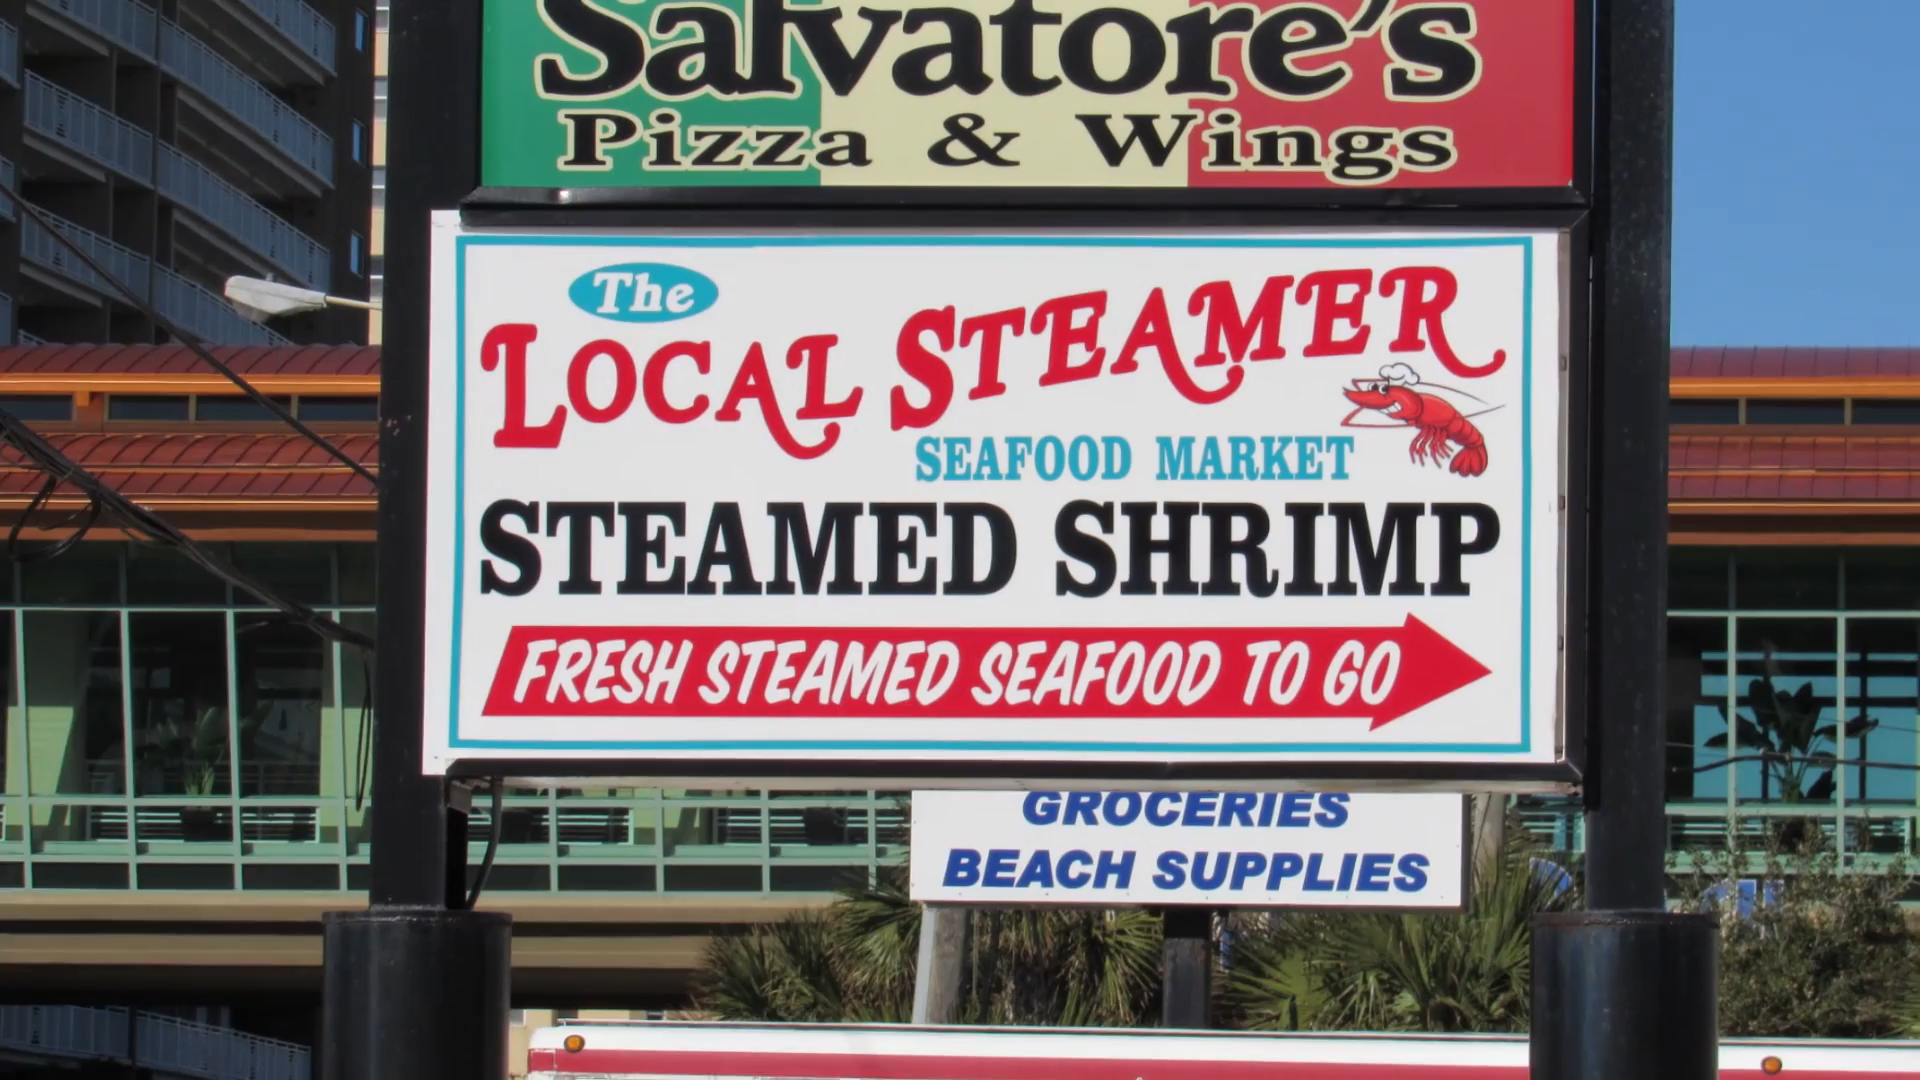 Salvatore's
Pizza & Wings
The
LOCAL STEAMER
SEAFOOD MARKET
STEAMED SHRIMP
FRESH STEAMED SEAFOOD TO GO
GROCERIES
BEACH SUPPLIES